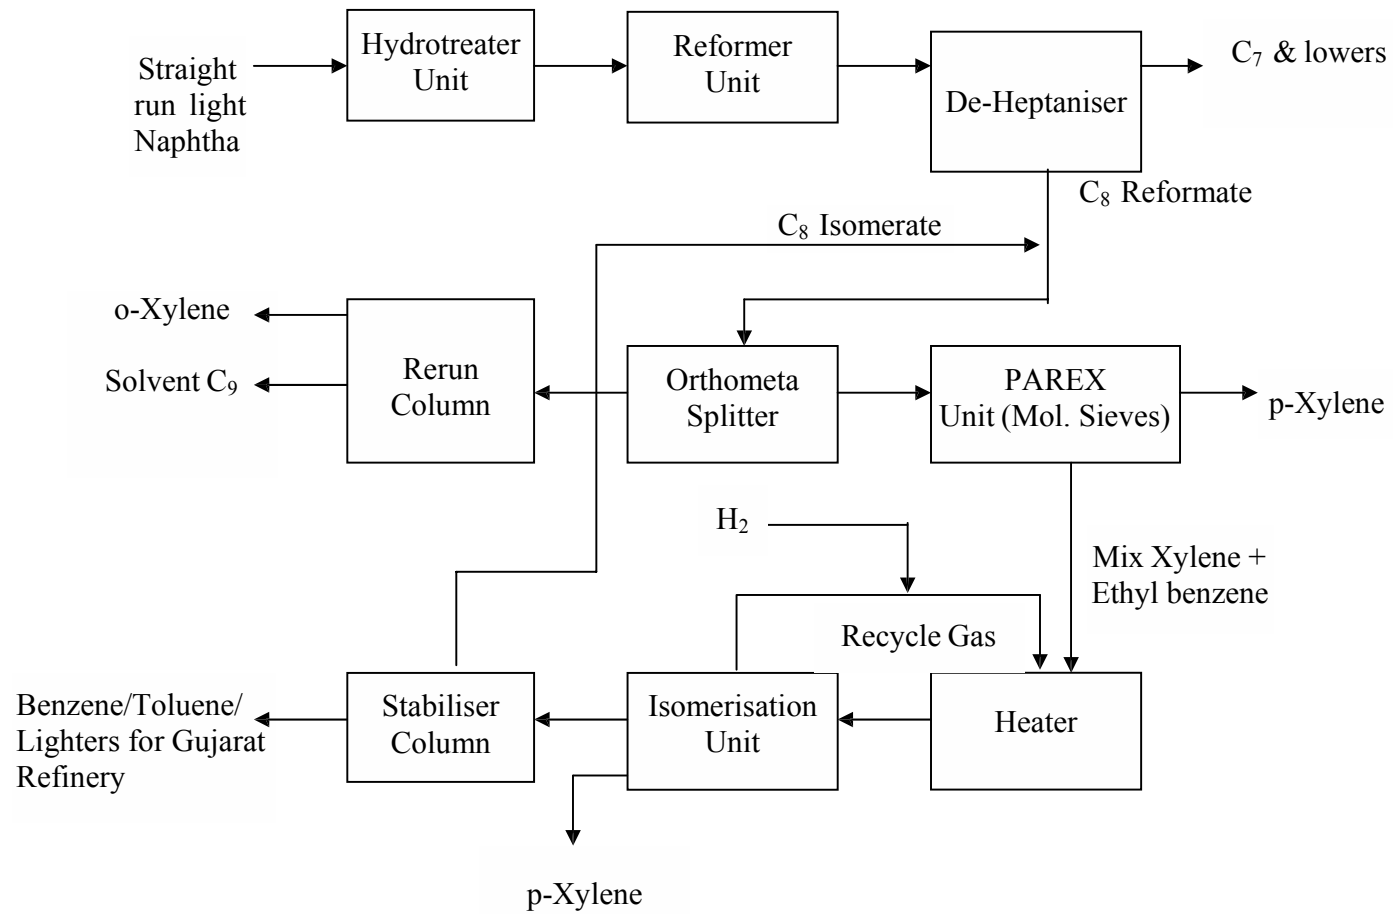 Straight
run light
Naphtha
Hydrotreater
Unit
Reformer
Unit
De-Heptaniser
C₇ & lowers
C₈ Reformate
C₈ Isomerate
o-Xylene
Solvent C₉
Rerun
Column
Orthometa
Splitter
PAREX
Unit (Mol. Sieves)
p-Xylene
H₂
Mix Xylene +
Ethyl benzene
Recycle Gas
Benzene/Toluene/
Lighters for Gujarat
Refinery
Stabiliser
Column
Isomerisation
Unit
Heater
p-Xylene